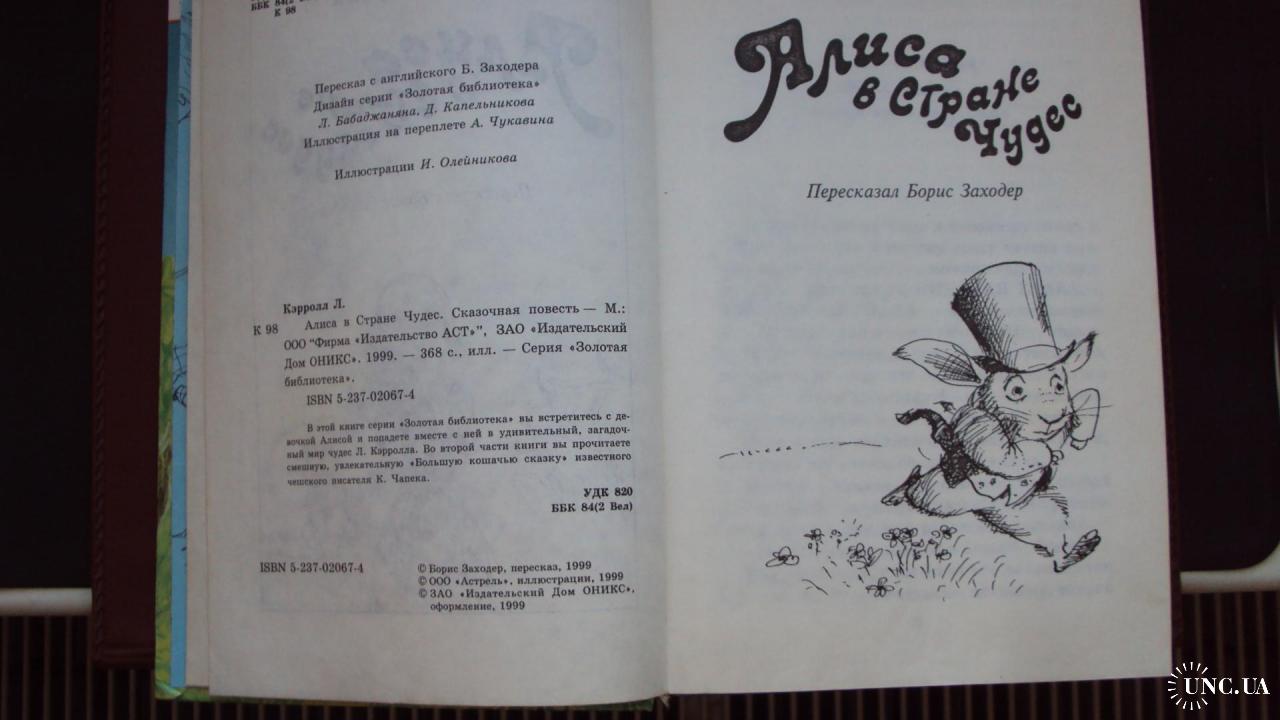 ББК 84(2
К 98
Пересказ с английского Б. Заходера
Дизайн серии «Золотая библиотека»
Л. Бабаджаняна, Д. Капельникова
Иллюстрация на переплете А. Чукавина
Иллюстрации И. Олейникова
Кэрролл Л.
К 98 Алиса в Стране Чудес. Сказочная повесть — М.:
ООО "Фирма «Издательство АСТ»", ЗАО «Издательский
Дом ОНИКС». 1999. — 368 с., илл. — Серия «Золотая
библиотека».
ISBN 5-237-02067-4
В этой книге серии «Золотая библиотека» вы встретитесь с де-
вочкой Алисой и попадете вместе с ней в удивительный, загадоч-
ный мир чудес Л. Кэрролла. Во второй части книги вы прочитаете
смешную, увлекательную «Большую кошачью сказку» известного
чешского писателя К. Чапека.
УДК 820
ББК 84(2 Вел)
ISBN 5-237-02067-4
© Борис Заходер, пересказ, 1999
© ООО «Астрель», иллюстрации, 1999
© ЗАО «Издательский Дом ОНИКС»,
оформление, 1999
Алиса
в Стране
Чудес
Пересказал Борис Заходер
UNC.UA